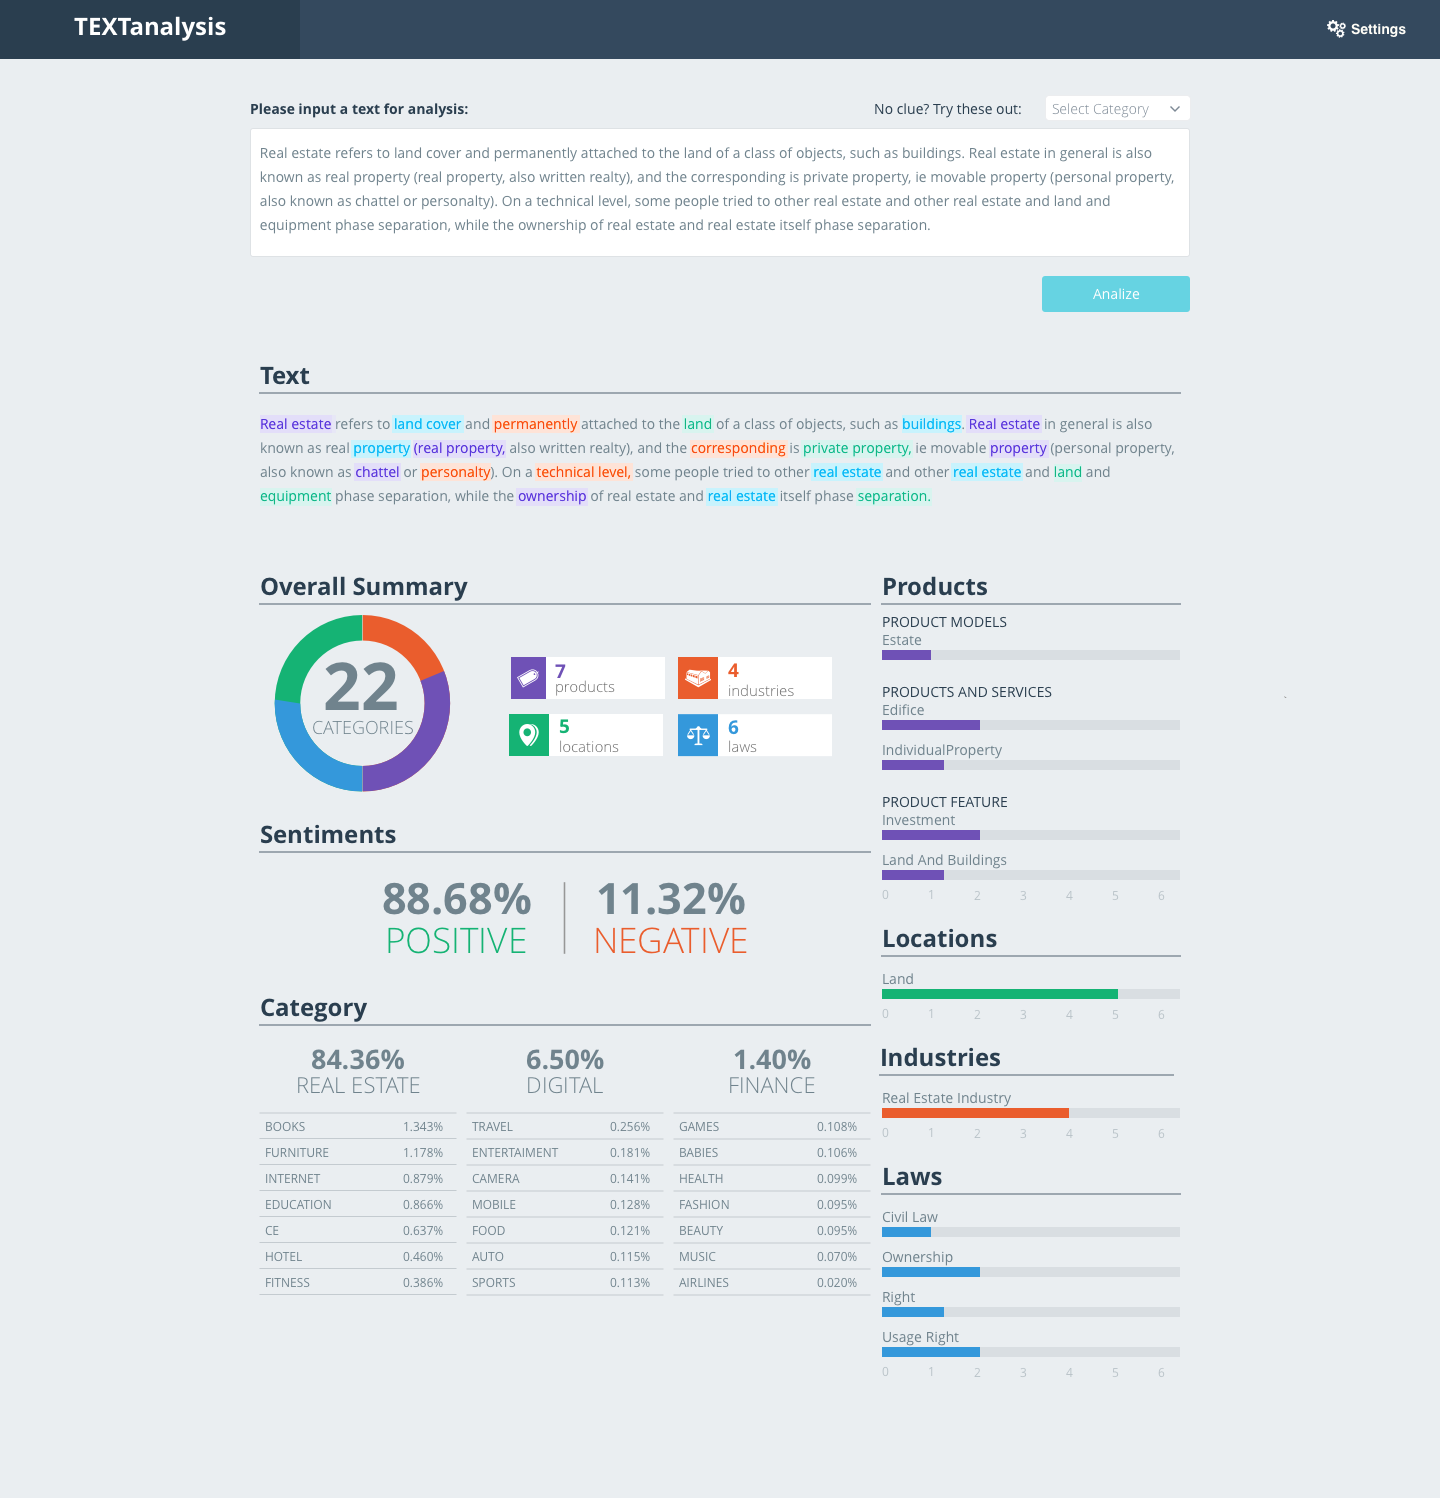 TEXTanalysis
Settings
Please input a text for analysis:
No clue? Try these out:
Select Category
Real estate refers to land cover and permanently attached to the land of a class of objects, such as buildings. Real estate in general is also
known as real property (real property, also written realty), and the corresponding is private property, ie movable property (personal property,
also known as chattel or personalty). On a technical level, some people tried to other real estate and other real estate and land and
equipment phase separation, while the ownership of real estate and real estate itself phase separation.
Analize
Text
Real estate refers to land cover and permanently attached to the land of a class of objects, such as buildings. Real estate in general is also
known as real property (real property, also written realty), and the corresponding is private property, ie movable property (personal property,
also known as chattel or personalty). On a technical level, some people tried to other real estate and other real estate and land and
equipment phase separation, while the ownership of real estate and real estate itself phase separation.
Overall Summary
22
CATEGORIES
7
products
4
industries
5
locations
6
laws
Sentiments
88.68%
POSITIVE
11.32%
NEGATIVE
Category
84.36%
REAL ESTATE
BOOKS 1.343%
FURNITURE 1.178%
INTERNET 0.879%
EDUCATION 0.866%
CE 0.637%
HOTEL 0.460%
FITNESS 0.386%
6.50%
DIGITAL
TRAVEL 0.256%
ENTERTAIMENT 0.181%
CAMERA 0.141%
MOBILE 0.128%
FOOD 0.121%
AUTO 0.115%
SPORTS 0.113%
1.40%
FINANCE
GAMES 0.108%
BABIES 0.106%
HEALTH 0.099%
FASHION 0.095%
BEAUTY 0.095%
MUSIC 0.070%
AIRLINES 0.020%
Products
PRODUCT MODELS
Estate
PRODUCTS AND SERVICES
Edifice
IndividualProperty
PRODUCT FEATURE
Investment
Land And Buildings
0 1 2 3 4 5 6
Locations
Land
0 1 2 3 4 5 6
Industries
Real Estate Industry
0 1 2 3 4 5 6
Laws
Civil Law
Ownership
Right
Usage Right
0 1 2 3 4 5 6